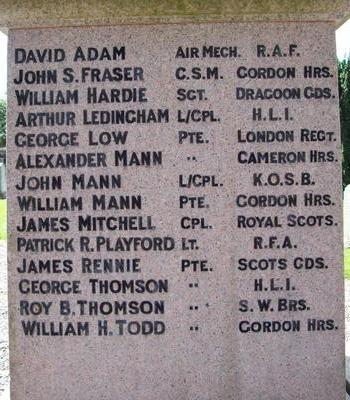 DAVID ADAM AIR MECH. R.A.F.
JOHN S. FRASER C.S.M. GORDON HRS.
WILLIAM HARDIE SGT. DRAGOON GDS.
ARTHUR LEDINGHAM L/CPL. H.L.I.
GEORGE LOW PTE. LONDON REGT.
ALEXANDER MANN " CAMERON HRS.
JOHN MANN L/CPL. K.O.S.B.
WILLIAM MANN PTE. GORDON HRS.
JAMES MITCHELL CPL. ROYAL SCOTS.
PATRICK R. PLAYFORD LT. R.F.A.
JAMES RENNIE PTE. SCOTS GDS.
GEORGE THOMSON " H.L.I.
ROY B. THOMSON " S.W. BRS.
WILLIAM H. TODD " GORDON HRS.